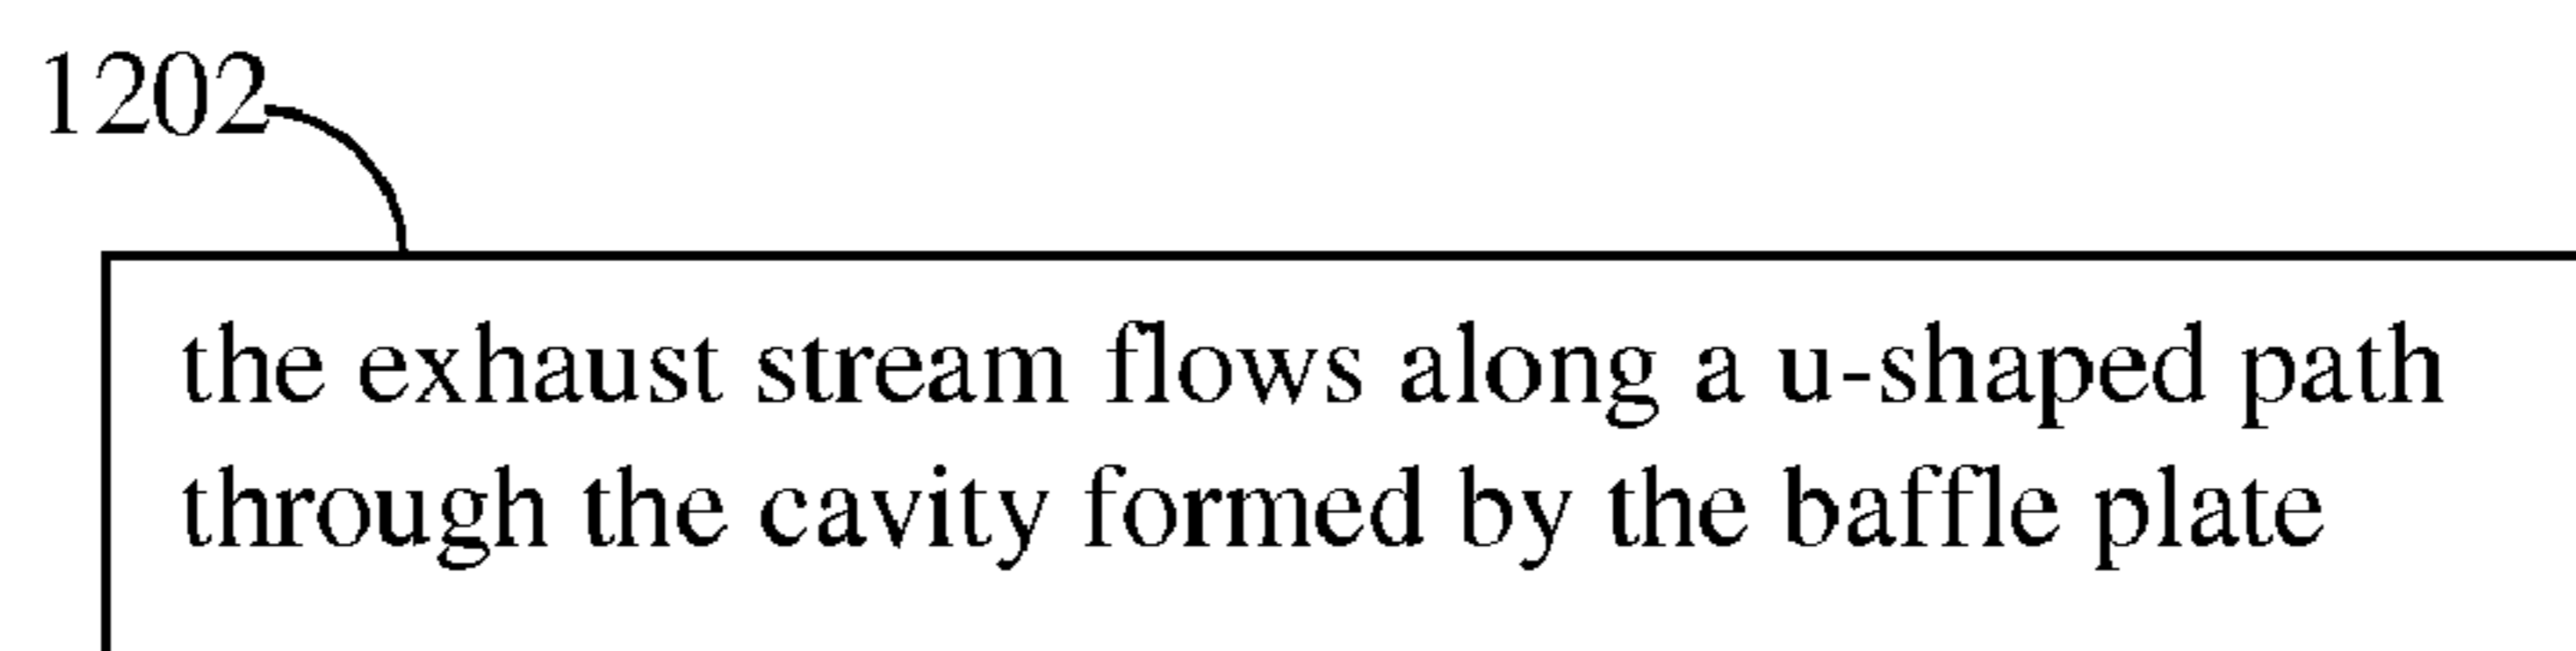 1202
the exhaust stream flows along a u-shaped path
through the cavity formed by the baffle plate